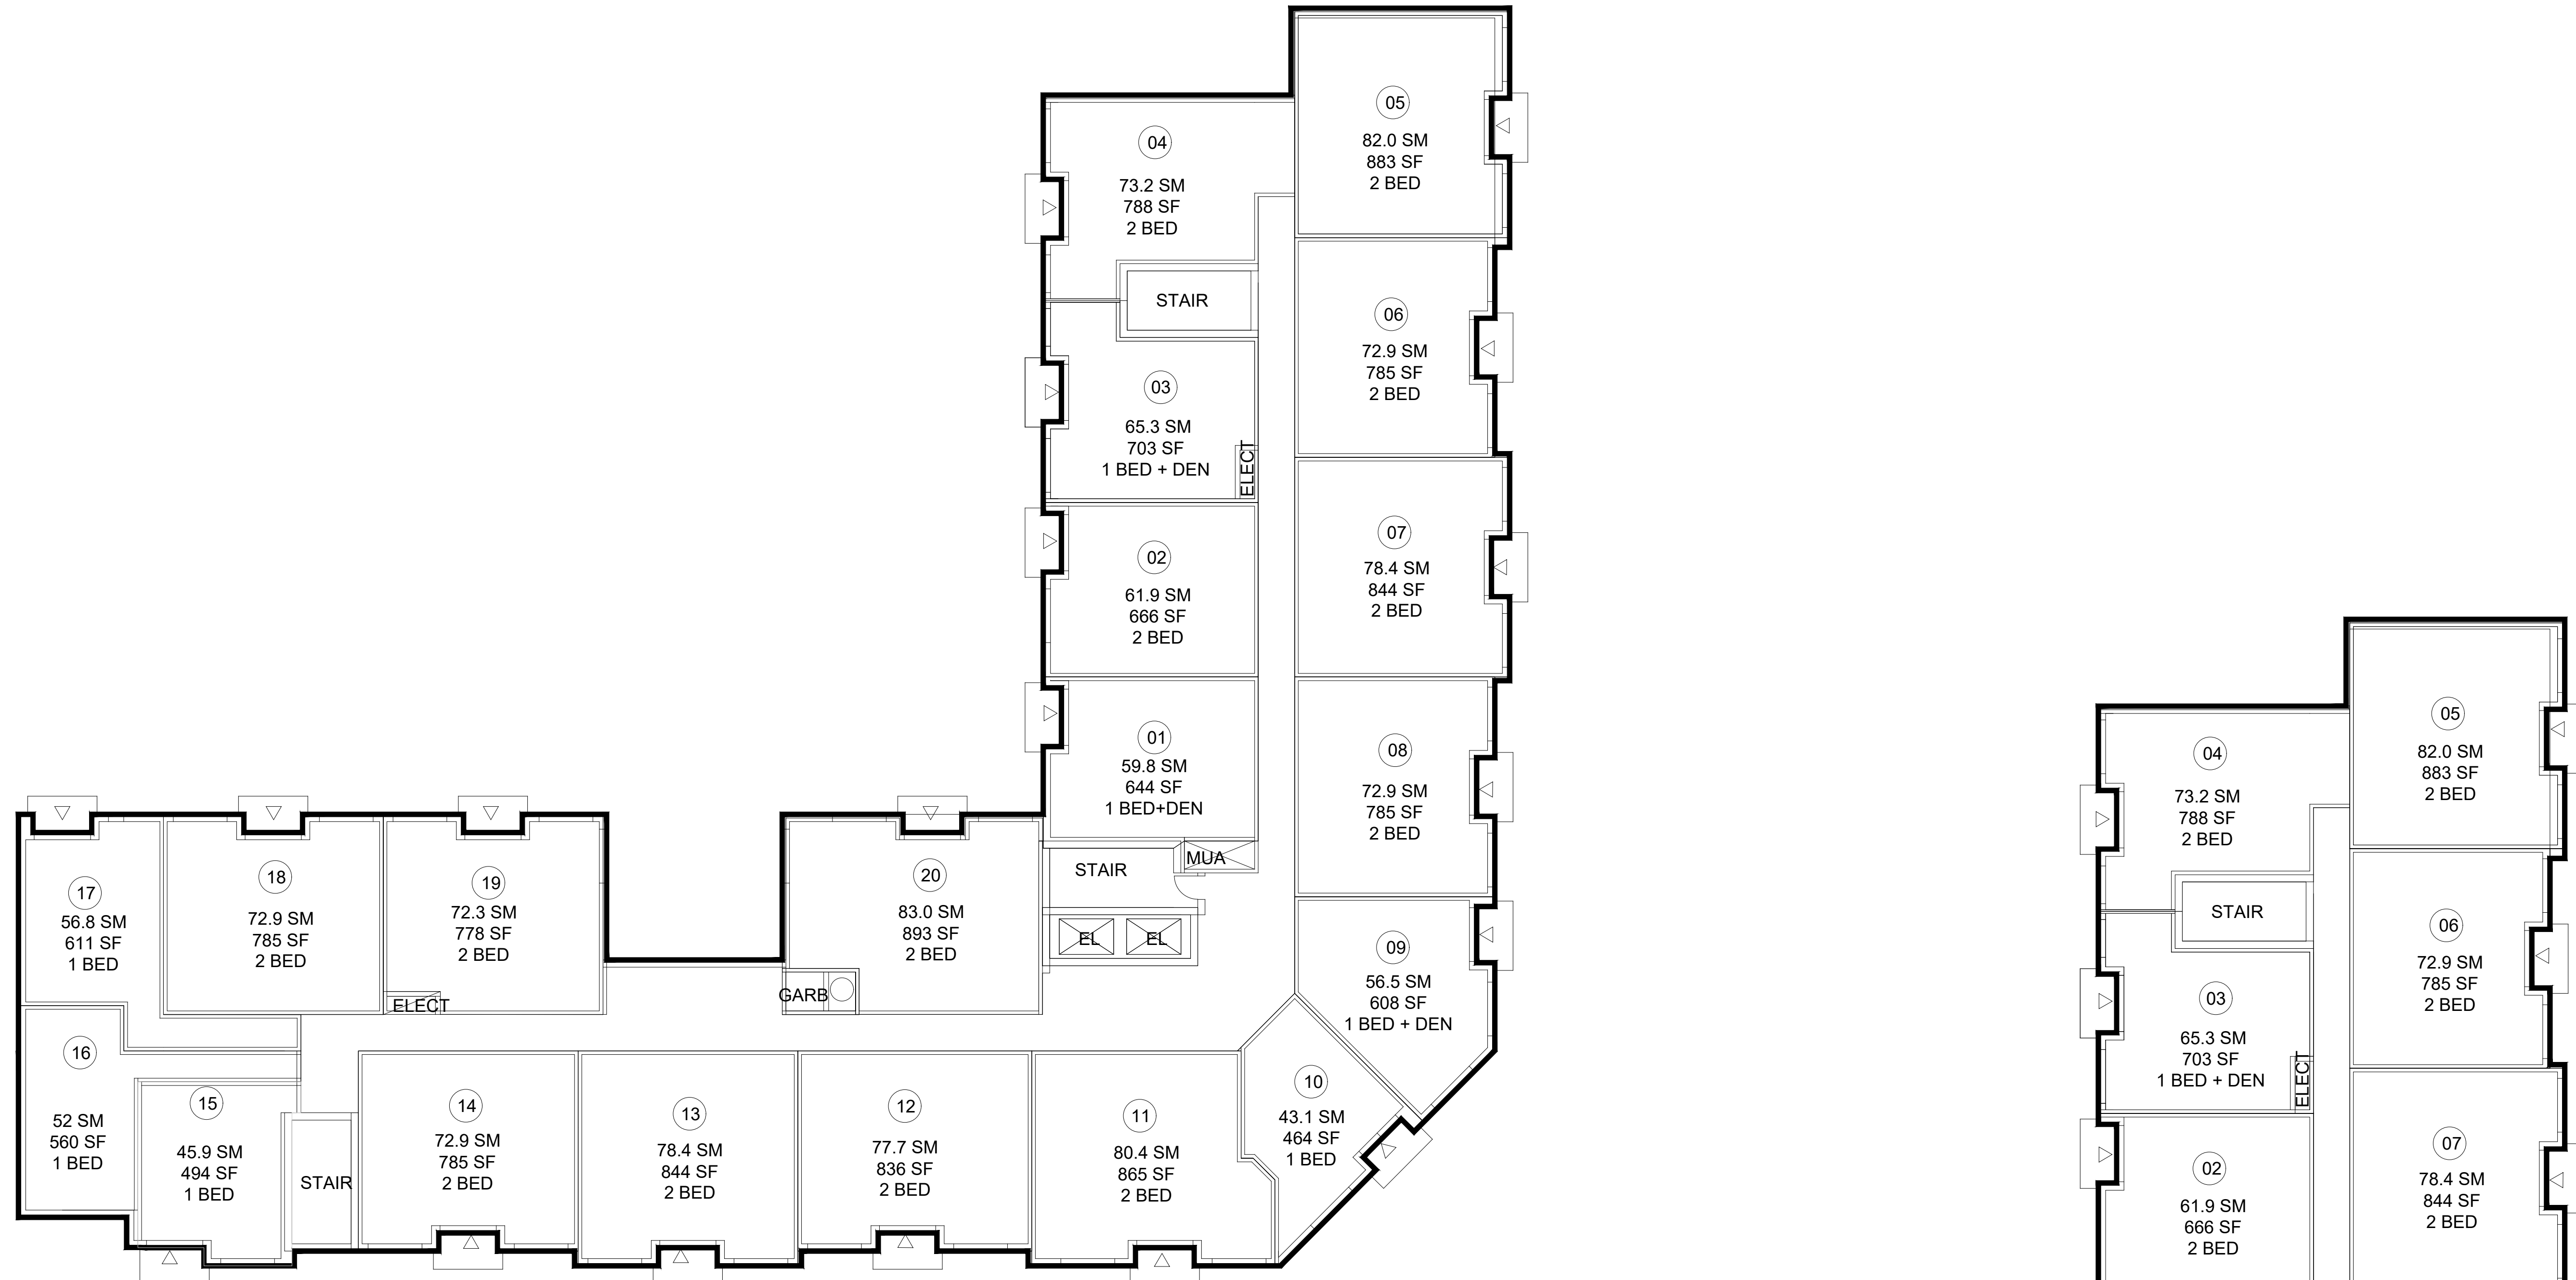 05
82.0 SM
883 SF
2 BED
04
73.2 SM
788 SF
2 BED
STAIR
06
72.9 SM
785 SF
2 BED
03
65.3 SM
703 SF
1 BED + DEN
ELECT
07
78.4 SM
844 SF
2 BED
02
61.9 SM
666 SF
2 BED
01
59.8 SM
644 SF
1 BED+DEN
08
72.9 SM
785 SF
2 BED
MUA
STAIR
EL
EL
17
56.8 SM
611 SF
1 BED
18
72.9 SM
785 SF
2 BED
19
72.3 SM
778 SF
2 BED
ELECT
20
83.0 SM
893 SF
2 BED
GARB
09
56.5 SM
608 SF
1 BED + DEN
16
52 SM
560 SF
1 BED
15
45.9 SM
494 SF
1 BED
STAIR
14
72.9 SM
785 SF
2 BED
13
78.4 SM
844 SF
2 BED
12
77.7 SM
836 SF
2 BED
11
80.4 SM
865 SF
2 BED
10
43.1 SM
464 SF
1 BED
05
82.0 SM
883 SF
2 BED
04
73.2 SM
788 SF
2 BED
STAIR
06
72.9 SM
785 SF
2 BED
03
65.3 SM
703 SF
1 BED + DEN
ELECT
07
78.4 SM
844 SF
2 BED
02
61.9 SM
666 SF
2 BED